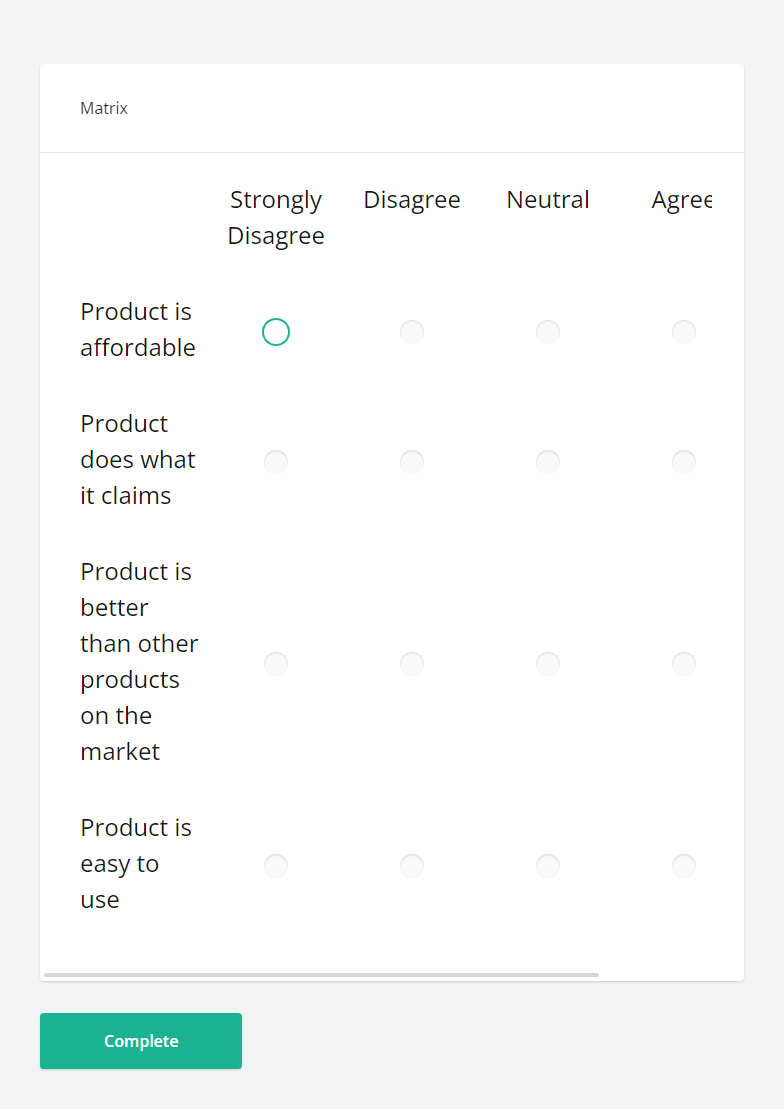 Matrix
Strongly Disagree Neutral Agree
Disagree
Product is
affordable
Product
does what
it claims
Product is
better
than other
products
on the
market
Product is
easy to
use
Complete